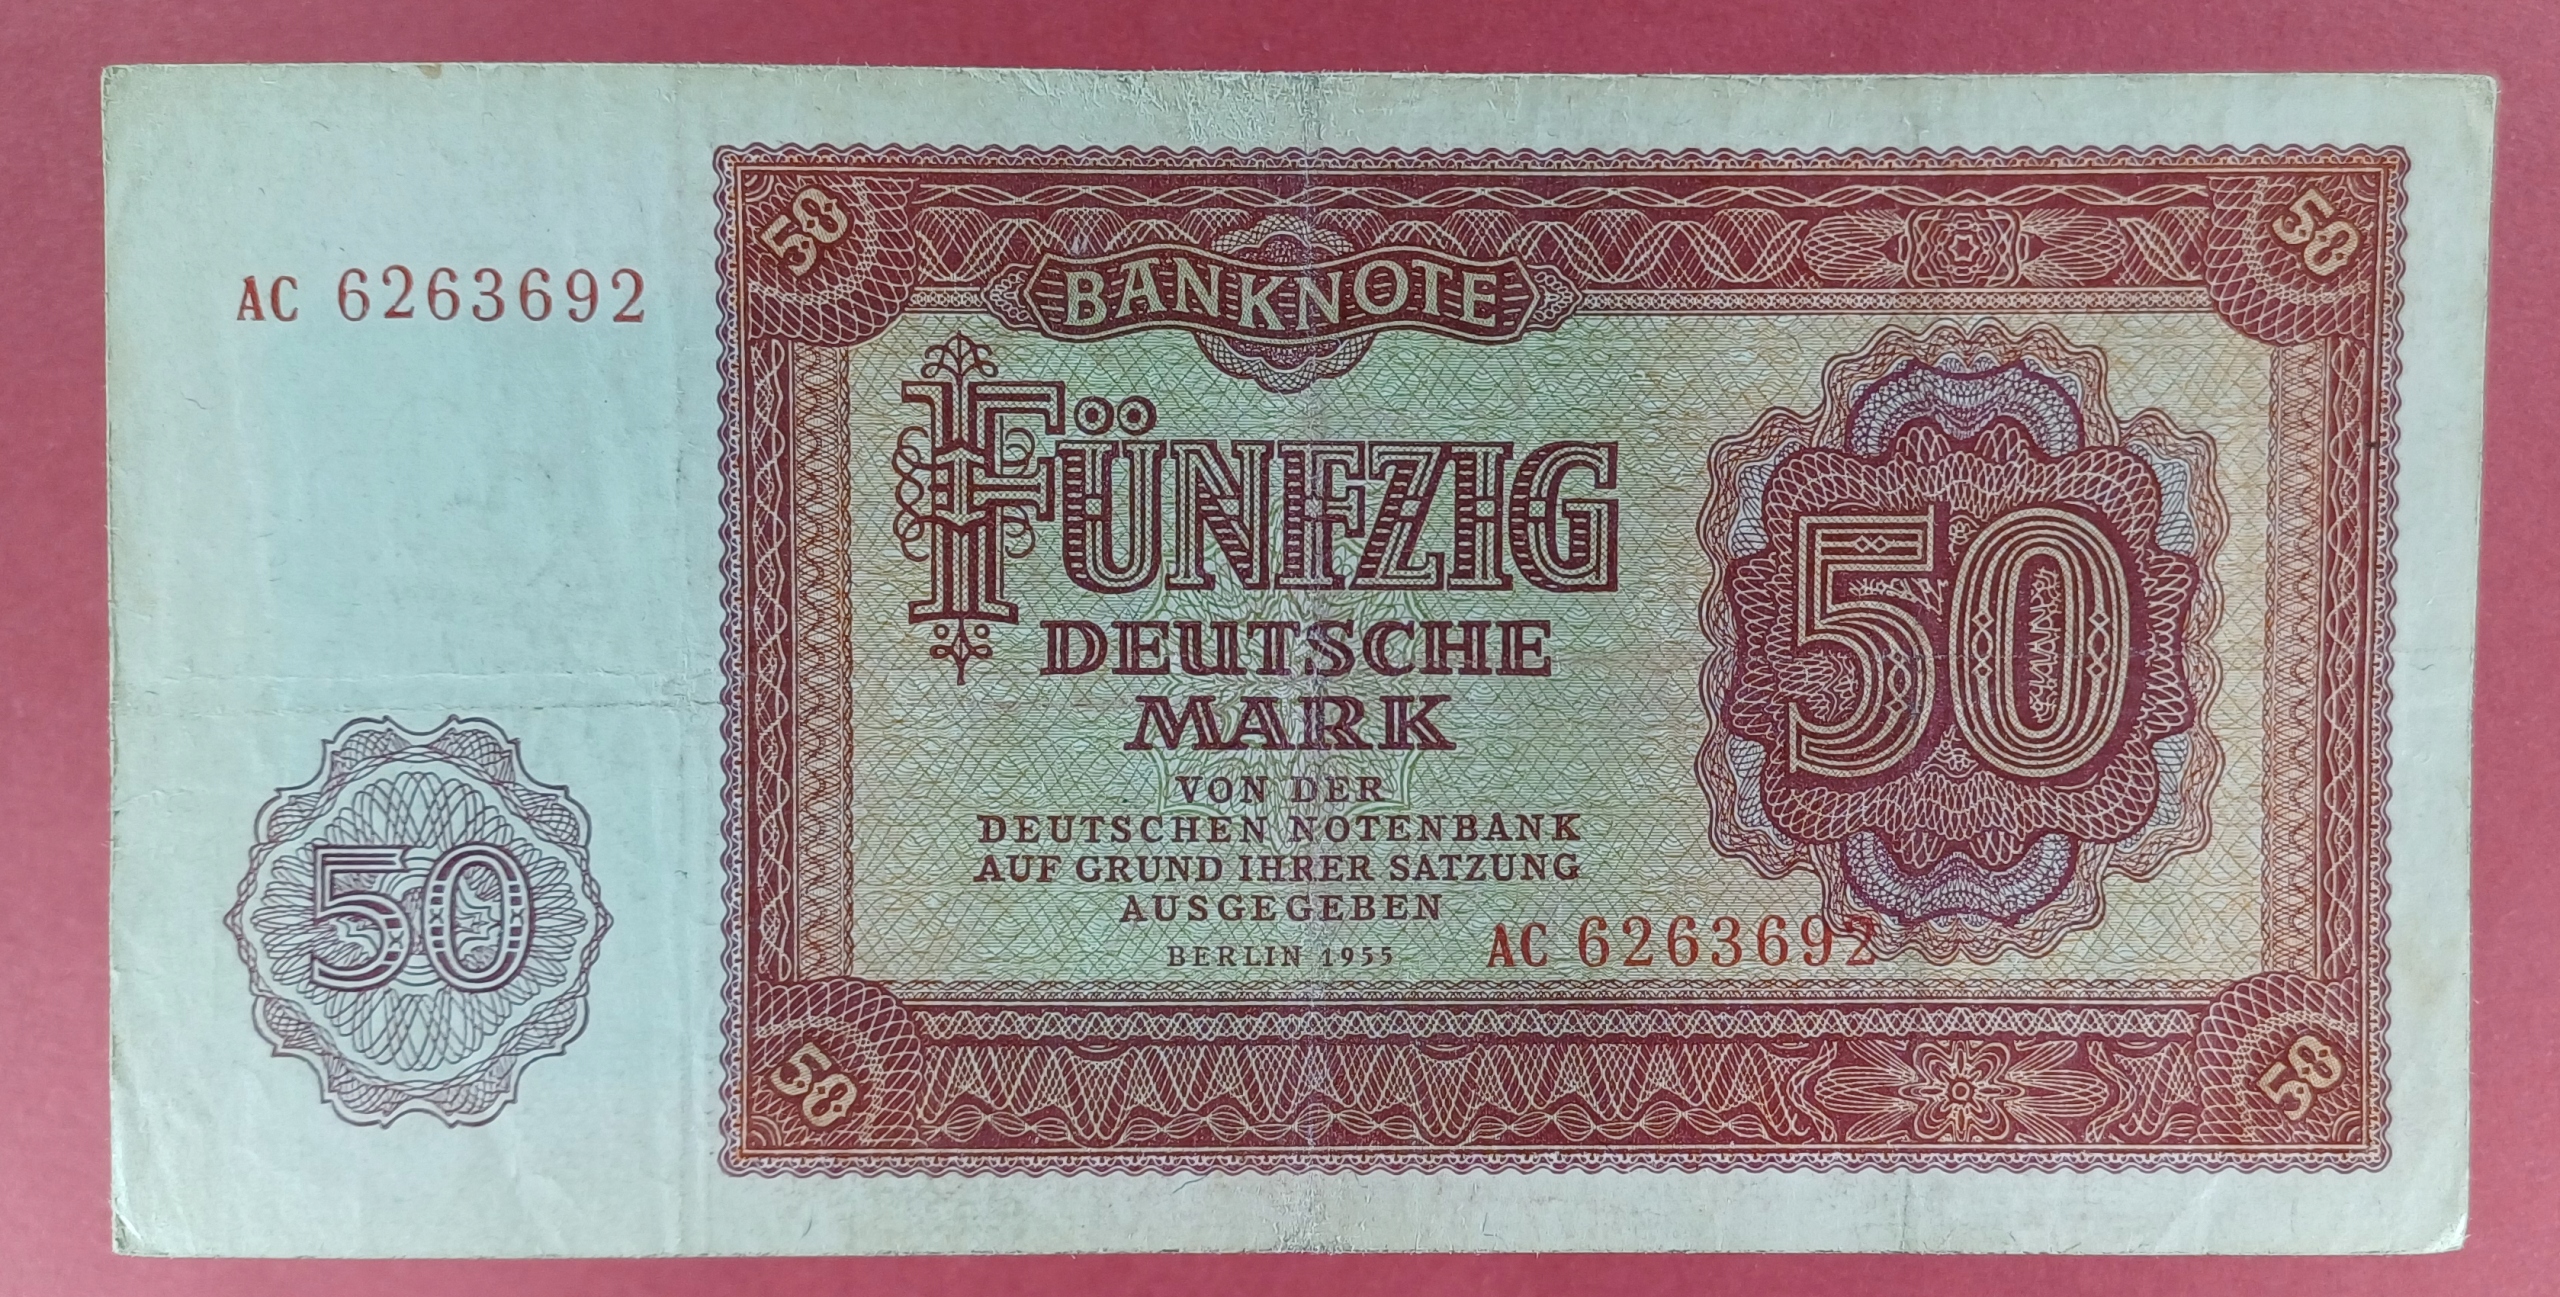 50
50
BANKNOTE
AC 6263692
FÜNFZIG
DEUTSCHE
MARK
50
VON DER
DEUTSCHEN NOTENBANK
AUF GRUND IHRER SATZUNG
AUSGEGEBEN
BERLIN 1955
AC 6263692
50
50
50